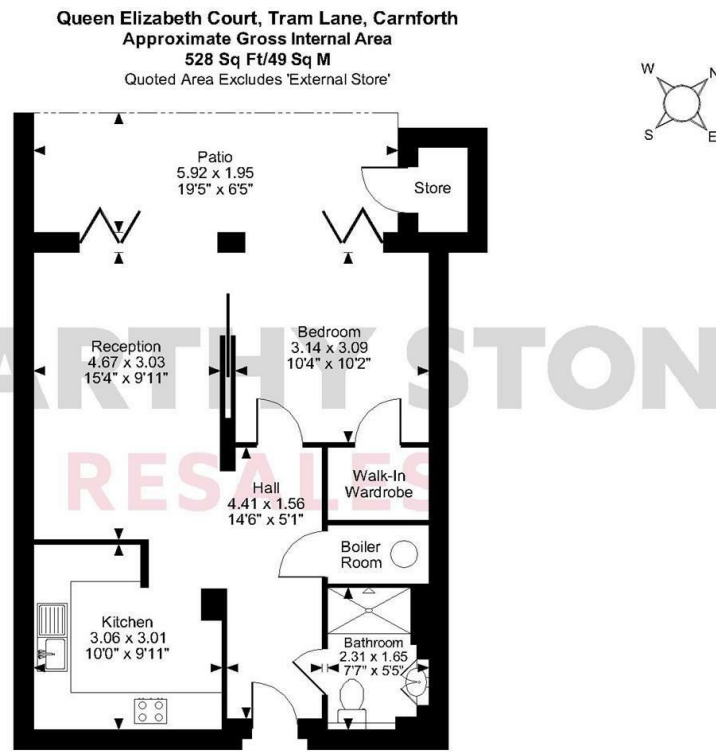 Queen Elizabeth Court, Tram Lane, Carnforth
Approximate Gross Internal Area
528 Sq Ft/49 Sq M
Quoted Area Excludes 'External Store'
W
N
S
E
Patio
5.92 x 1.95
19'5" x 6'5"
Store
Reception
4.67 x 3.03
15'4" x 9'11"
Bedroom
3.14 x 3.09
10'4" x 10'2"
ARTHY STON
RESALES
Hall
4.41 x 1.56
14'6" x 5'1"
Walk-In
Wardrobe
Boiler
Room
Kitchen
3.06 x 3.01
10'0" x 9'11"
Bathroom
2.31 x 1.65
7'7" x 5'5"